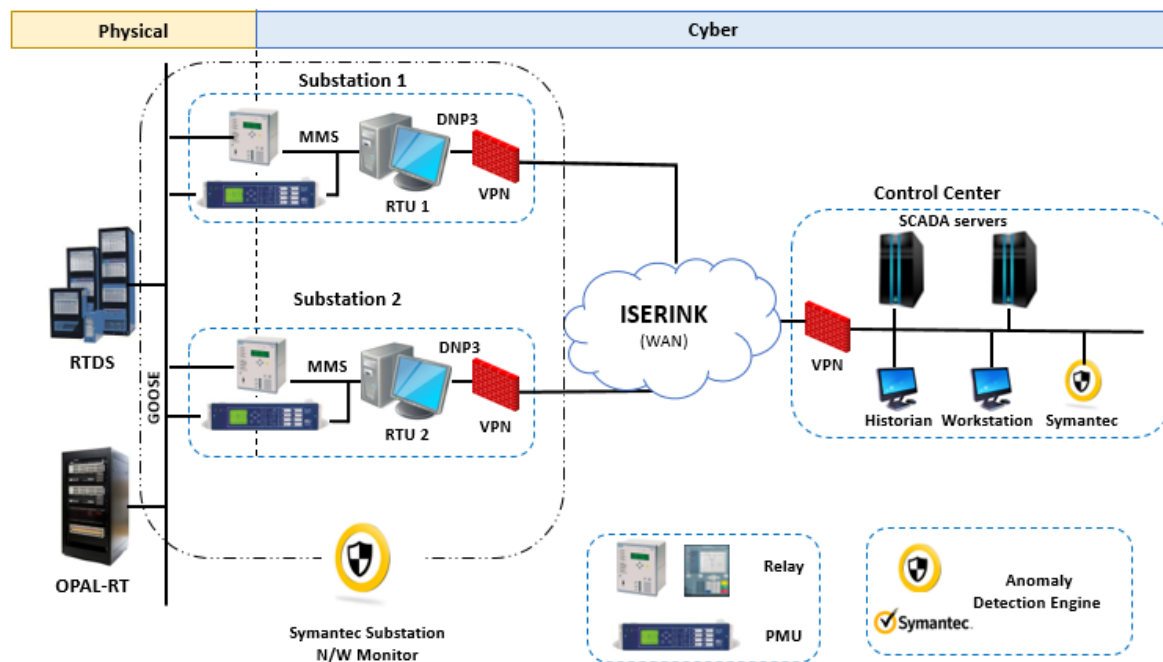 Physical
Cyber
Substation 1
MMS
DNP3
RTU 1
VPN
Substation 2
MMS
DNP3
RTU 2
VPN
RTDS
GOOSE
OPAL-RT
ISERINK
(WAN)
Control Center
SCADA servers
VPN
Historian
Workstation
Symantec
Symantec Substation
N/W Monitor
Relay
PMU
Anomaly
Detection Engine
Symantec.